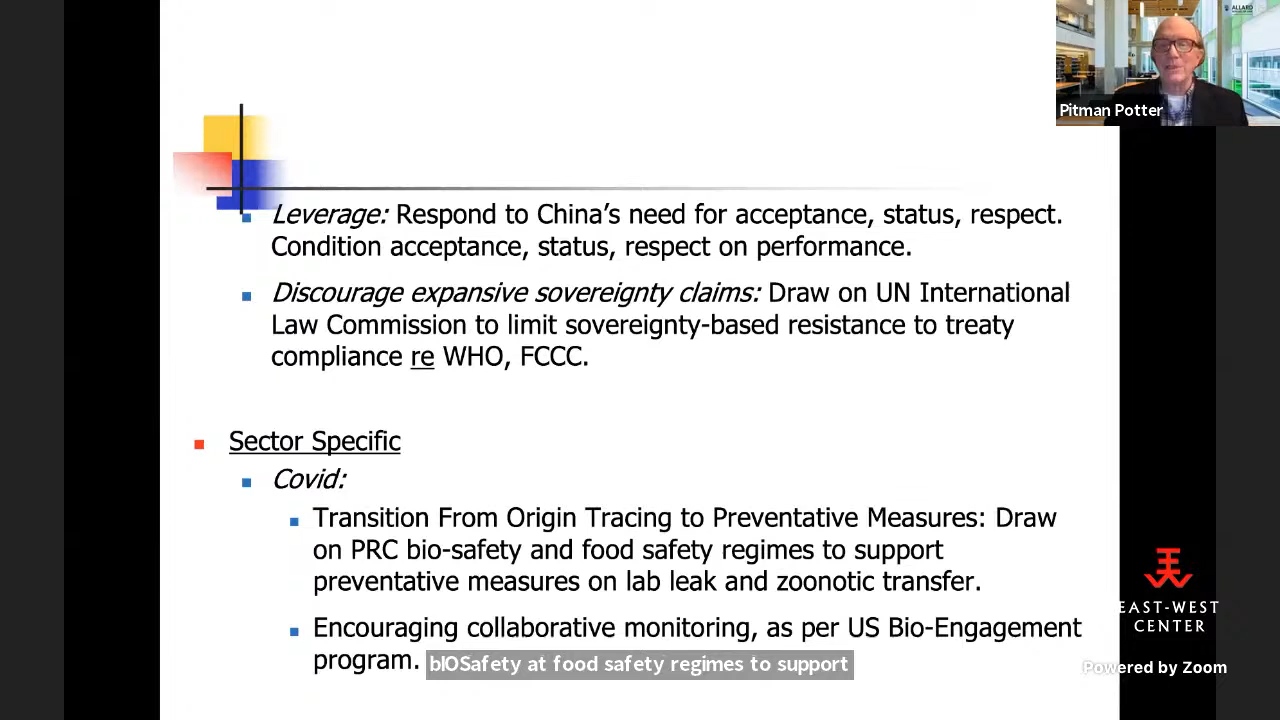 ALLARD
Pitman Potter
Leverage: Respond to China’s need for acceptance, status, respect.
Condition acceptance, status, respect on performance.
Discourage expansive sovereignty claims: Draw on UN International
Law Commission to limit sovereignty-based resistance to treaty
compliance re WHO, FCCC.
Sector Specific
Covid:
Transition From Origin Tracing to Preventative Measures: Draw
on PRC bio-safety and food safety regimes to support
preventative measures on lab leak and zoonotic transfer.
Encouraging collaborative monitoring, as per US Bio-Engagement
program.
bIOSafety at food safety regimes to support
EAST-WEST
CENTER
Powered by Zoom